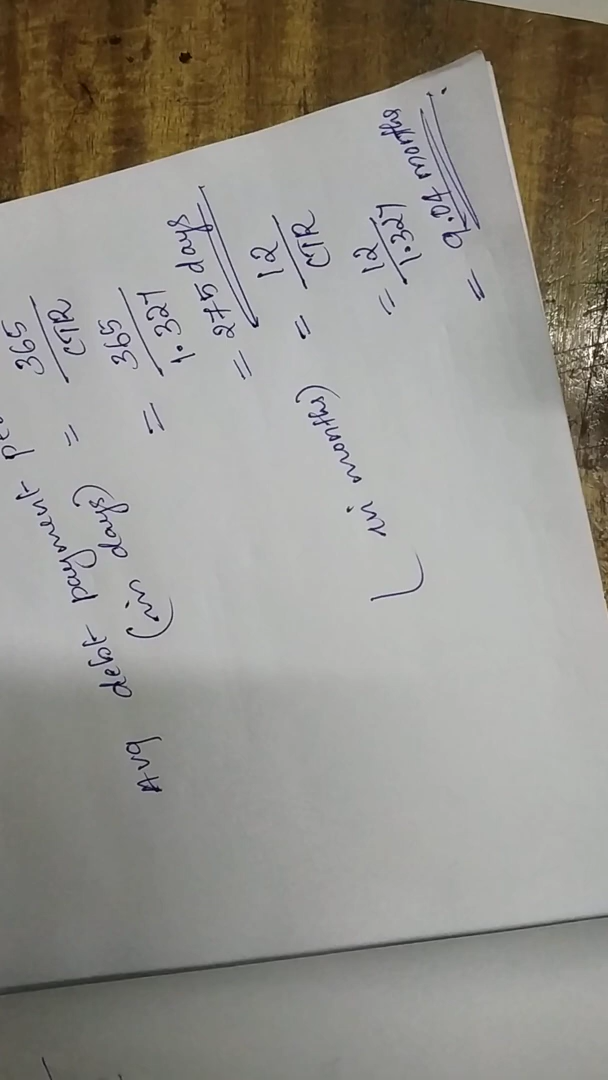 Avg debt payment = 365 / CTR
(in days)
= 365 / 1.327
= 275 days
(in months) = 12 / CTR
= 12 / 1.327
= 9.04 months.